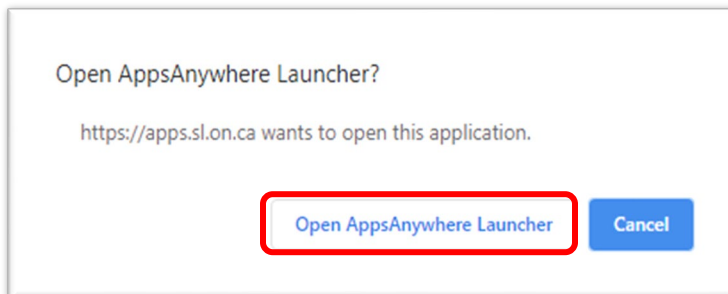 Open AppsAnywhere Launcher?
https://apps.sl.on.ca wants to open this application.
Open AppsAnywhere Launcher Cancel